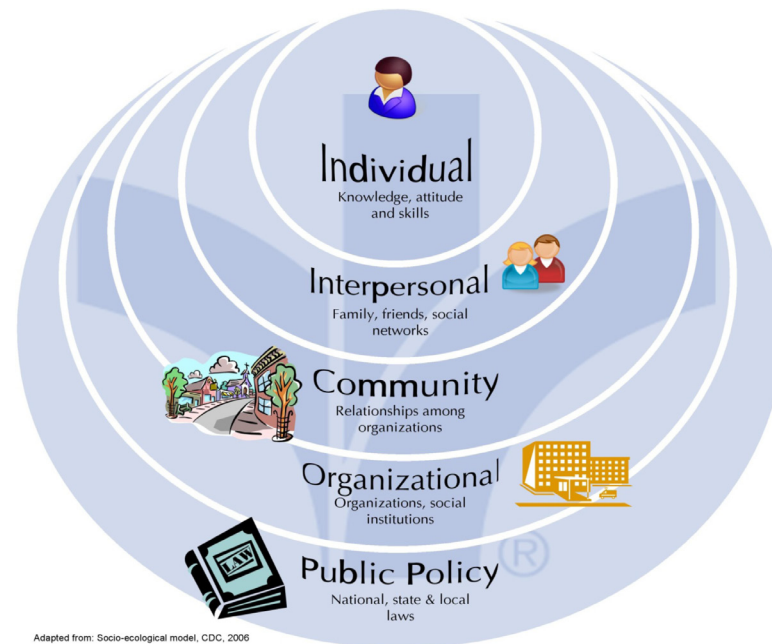 Individual
Knowledge, attitude
and skills
Interpersonal
Family, friends, social
networks
Community
Relationships among
organizations
Organizational
Organizations, social
institutions
LAW
Public Policy
National, state & local
laws
®
Adapted from: Socio-ecological model, CDC, 2006